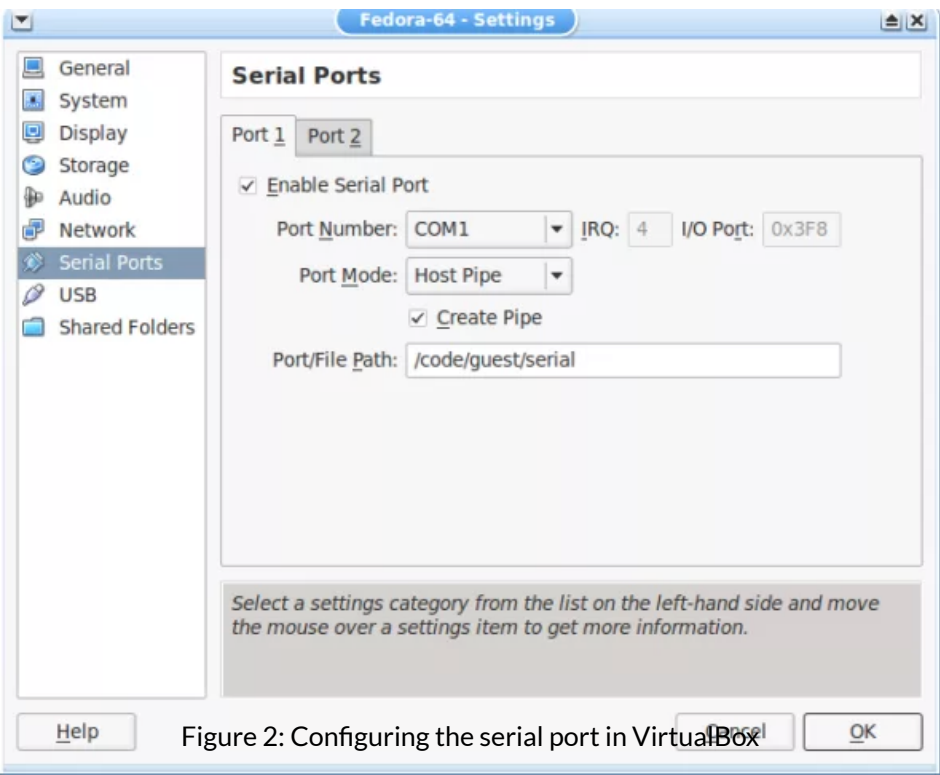 Fedora-64 - Settings
General
System
Display
Storage
Audio
Network
Serial Ports
USB
Shared Folders
Serial Ports
Port 1 Port 2
Enable Serial Port
Port Number: COM1 IRQ: 4 I/O Port: 0x3F8
Port Mode: Host Pipe
Create Pipe
Port/File Path: /code/guest/serial
Select a settings category from the list on the left-hand side and move
the mouse over a settings item to get more information.
Help Cancel OK
Figure 2: Configuring the serial port in VirtualBox